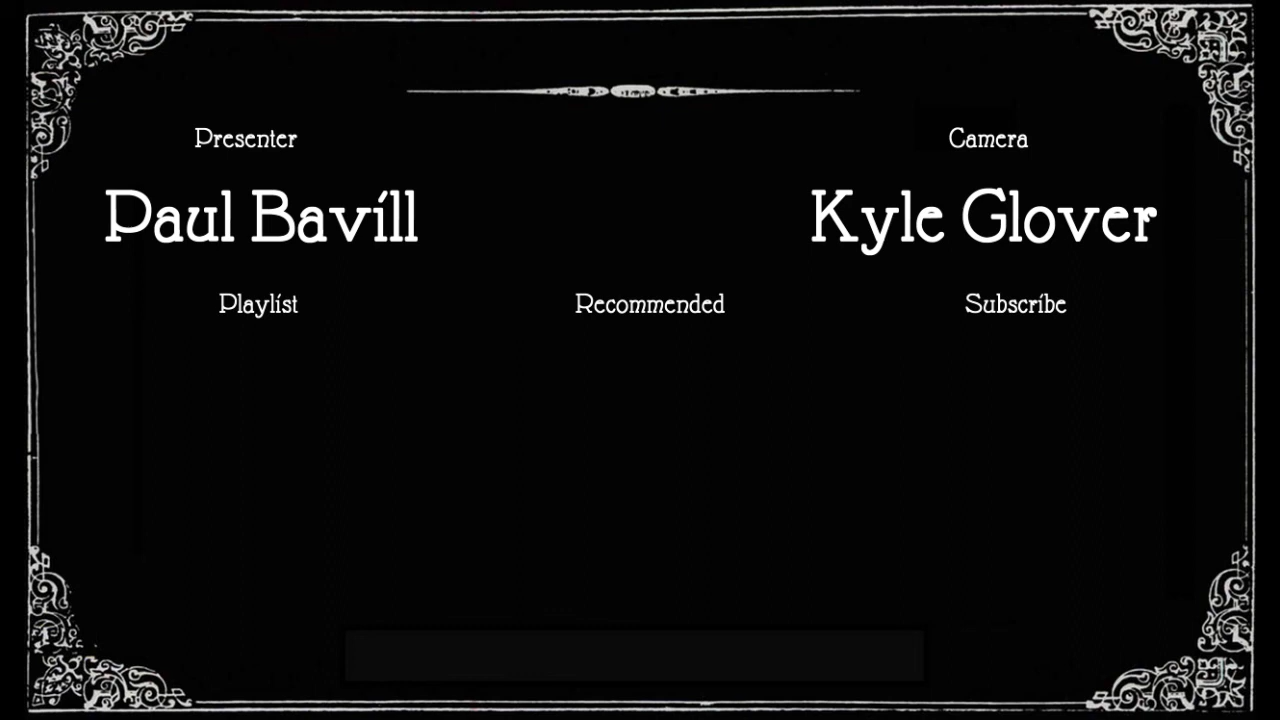 Presenter
Camera
Paul Bavill
Kyle Glover
Playlist
Recommended
Subscribe